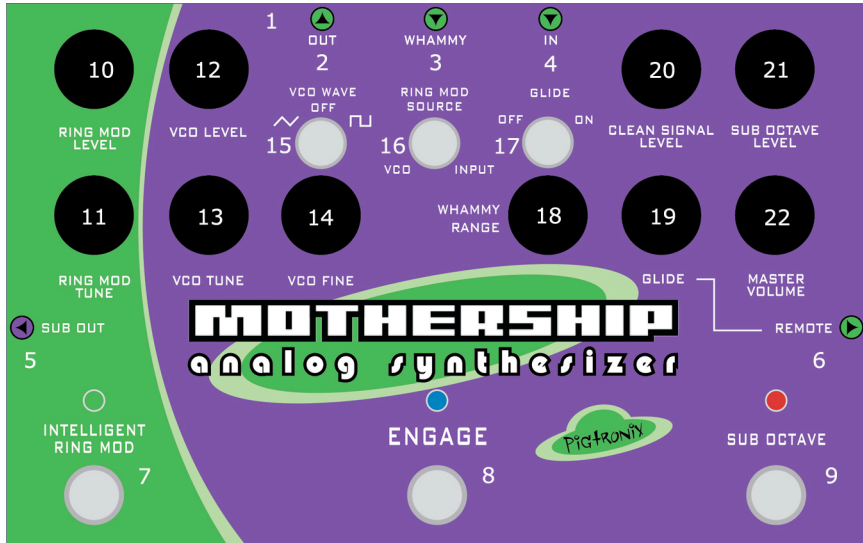 1
OUT
2
WHAMMY
3
IN
4
10
RING MOD
LEVEL
12
VCO LEVEL
VCO WAVE
OFF
15
RING MOD
SOURCE
16
VCO
INPUT
GLIDE
OFF
ON
17
20
CLEAN SIGNAL
LEVEL
21
SUB OCTAVE
LEVEL
11
RING MOD
TUNE
13
VCO TUNE
14
VCO FINE
WHAMMY
RANGE
18
19
GLIDE
22
MASTER
VOLUME
MOTHERSHIP
analog synthesizer
SUB OUT
5
REMOTE
6
INTELLIGENT
RING MOD
7
ENGAGE
8
PIGTRONIX
SUB OCTAVE
9